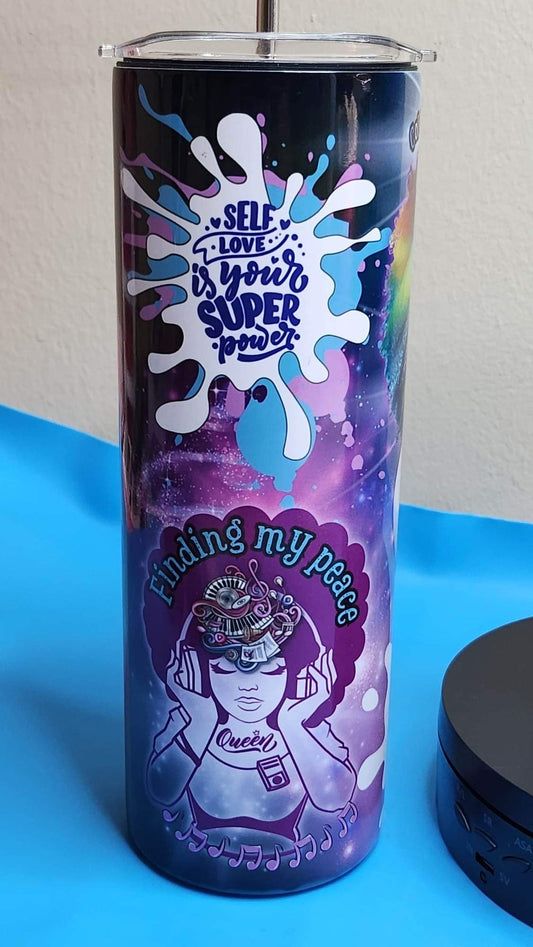 SELF
LOVE
is your
SUPER
power
Finding my peace
Queen